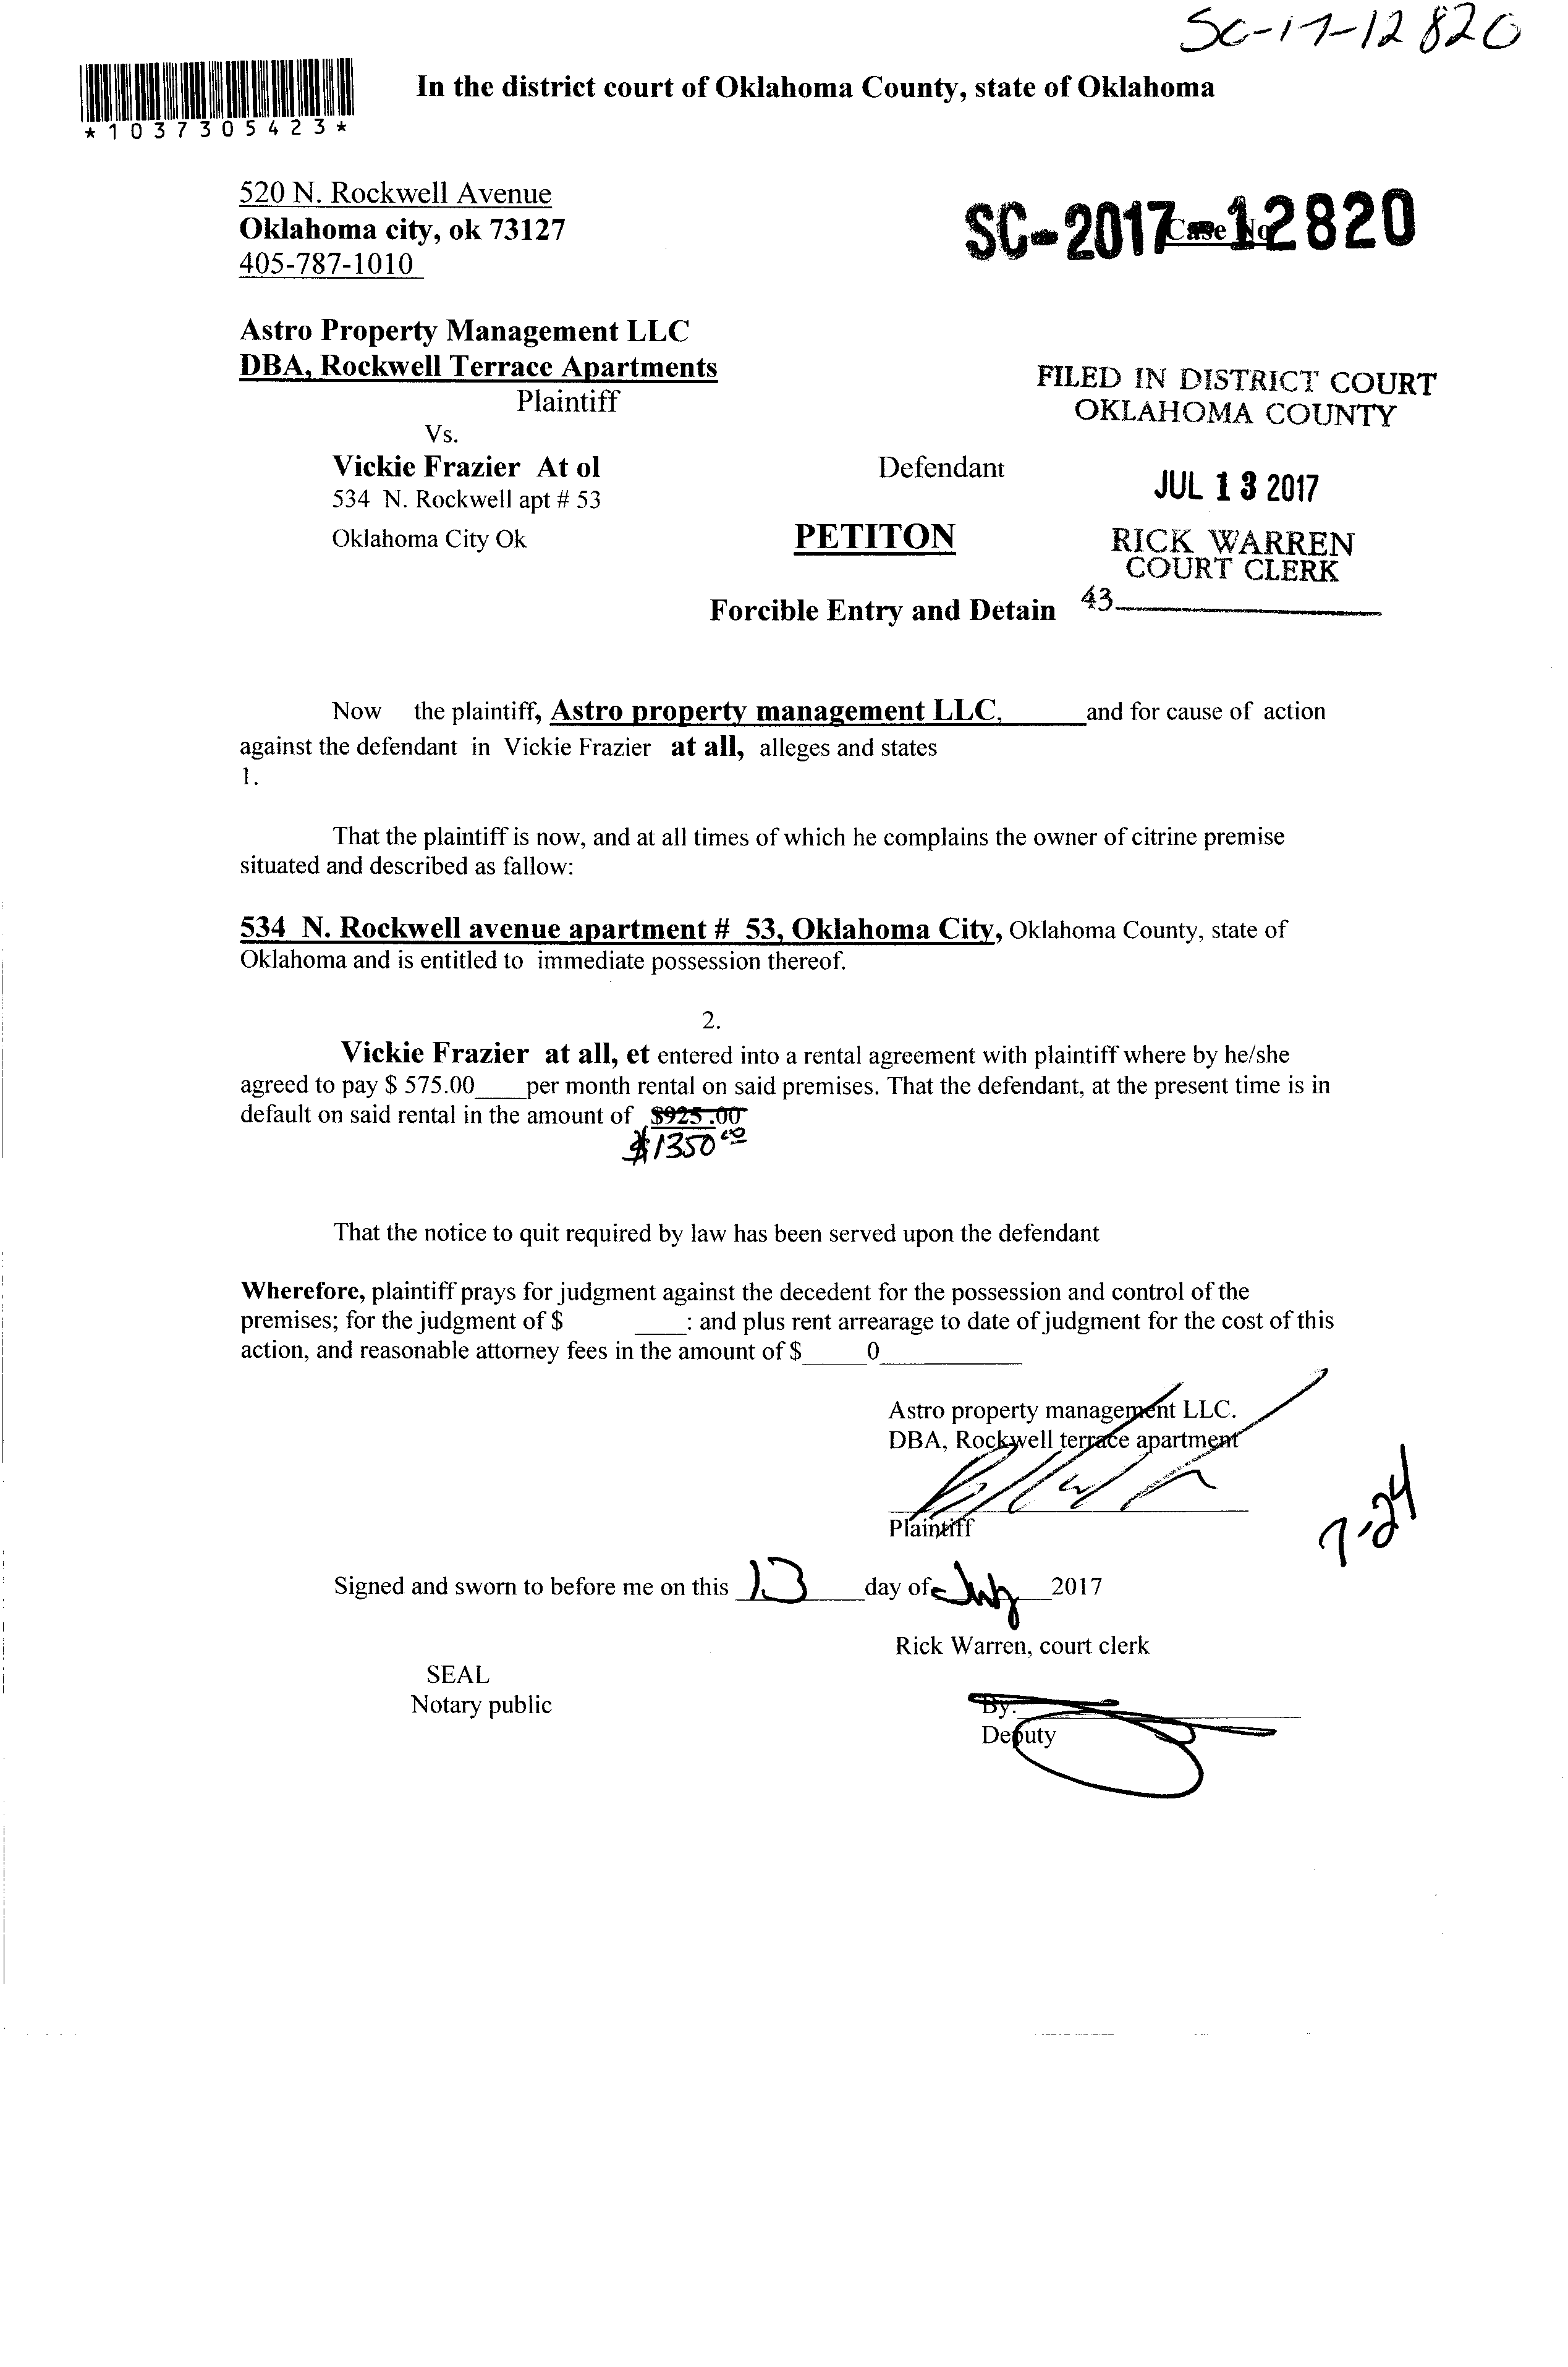 SC-17-12820
*1037305423*
In the district court of Oklahoma County, state of Oklahoma
520 N. Rockwell Avenue
Oklahoma city, ok 73127
405-787-1010
SC-2017-12820
Case No
Astro Property Management LLC
DBA, Rockwell Terrace Apartments
Plaintiff
FILED IN DISTRICT COURT
OKLAHOMA COUNTY
Vs.
Vickie Frazier At ol
Defendant
534 N. Rockwell apt # 53
JUL 13 2017
Oklahoma City Ok
PETITON
RICK WARREN
COURT CLERK
Forcible Entry and Detain
43
Now the plaintiff, Astro property management LLC, and for cause of action
against the defendant in Vickie Frazier at all, alleges and states
1.
That the plaintiff is now, and at all times of which he complains the owner of citrine premise
situated and described as fallow:
534 N. Rockwell avenue apartment # 53, Oklahoma City, Oklahoma County, state of
Oklahoma and is entitled to immediate possession thereof.
2.
Vickie Frazier at all, et entered into a rental agreement with plaintiff where by he/she
agreed to pay $ 575.00____ per month rental on said premises. That the defendant, at the present time is in
default on said rental in the amount of $925.00
$1350 00
That the notice to quit required by law has been served upon the defendant
Wherefore, plaintiff prays for judgment against the decedent for the possession and control of the
premises; for the judgment of $ ____: and plus rent arrearage to date of judgment for the cost of this
action, and reasonable attorney fees in the amount of $_____0___________
Astro property management LLC.
DBA, Rockwell terrace apartment
Plaintiff
7-24
Signed and sworn to before me on this 13 day of July 2017
Rick Warren, court clerk
SEAL
Notary public
By:
Deputy